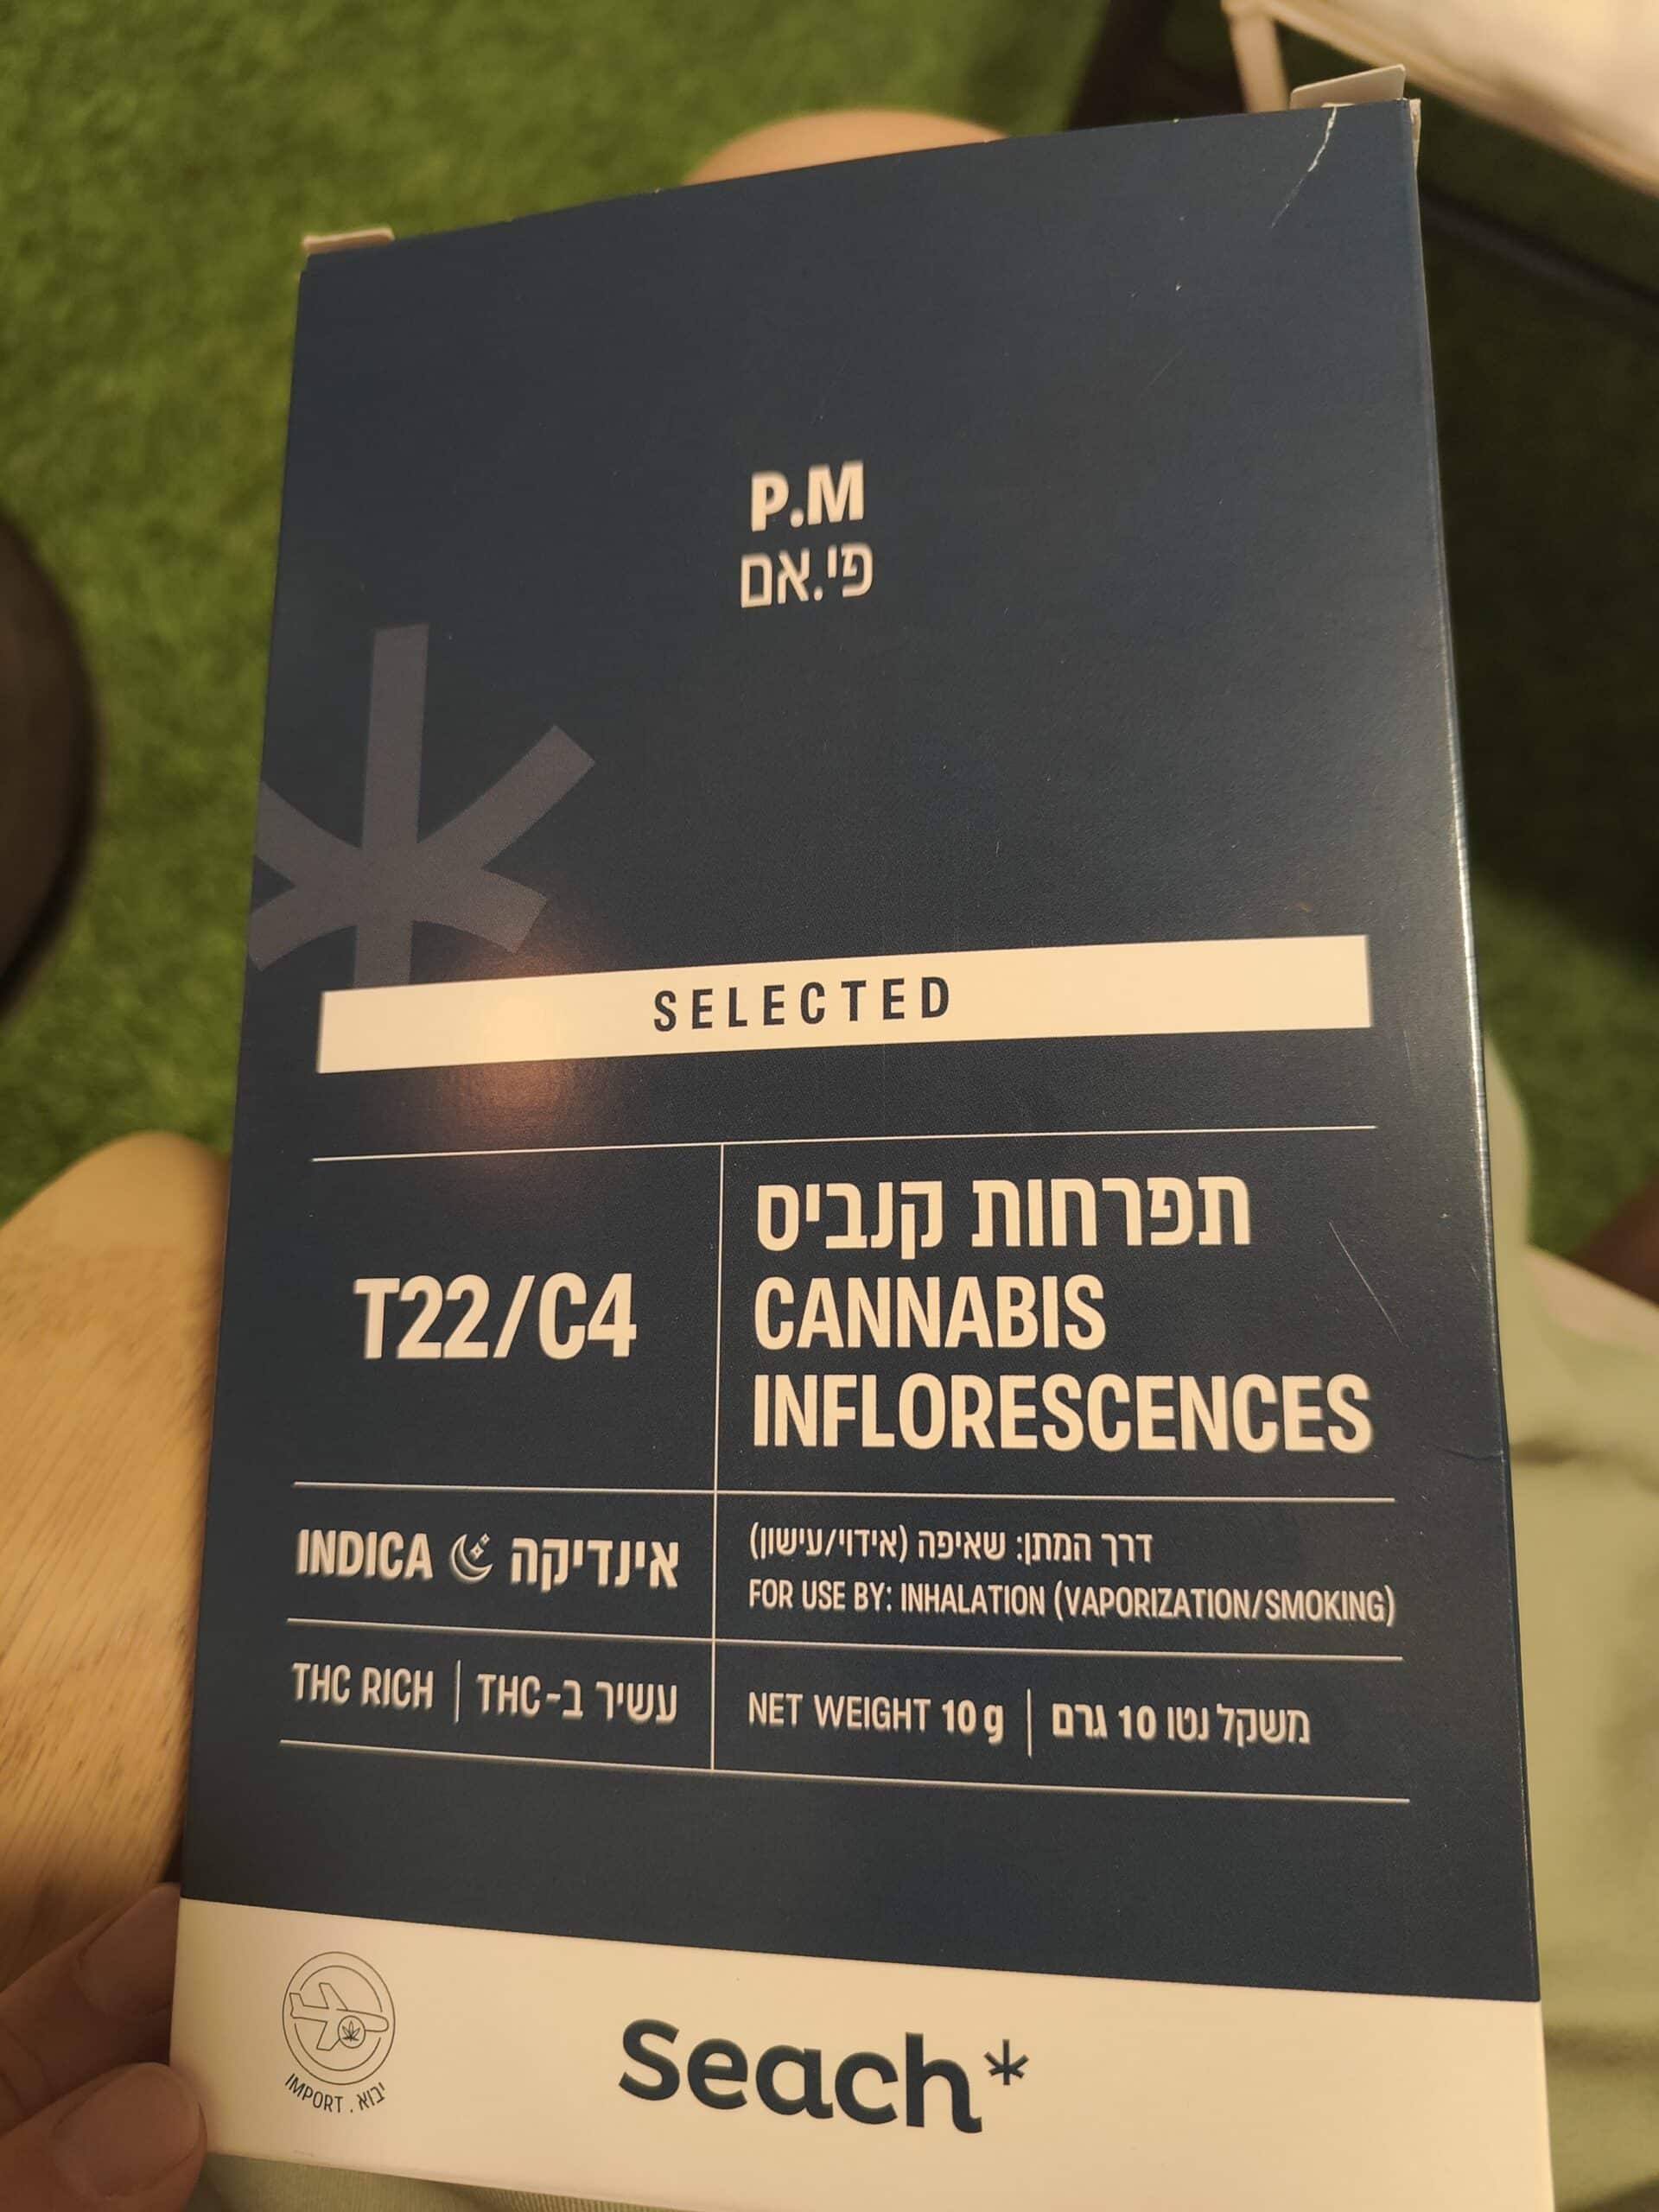 P.M
פי.אם
SELECTED
T22/C4
תפרחות קנביס
CANNABIS
INFLORESCENCES
INDICA אינדיקה
דרך המתן: שאיפה (אידוי/עישון)
FOR USE BY: INHALATION (VAPORIZATION/SMOKING)
THC RICH | עשיר ב-THC
NET WEIGHT 10 g | משקל נטו 10 גרם
IMPORT . יבוא
Seach*